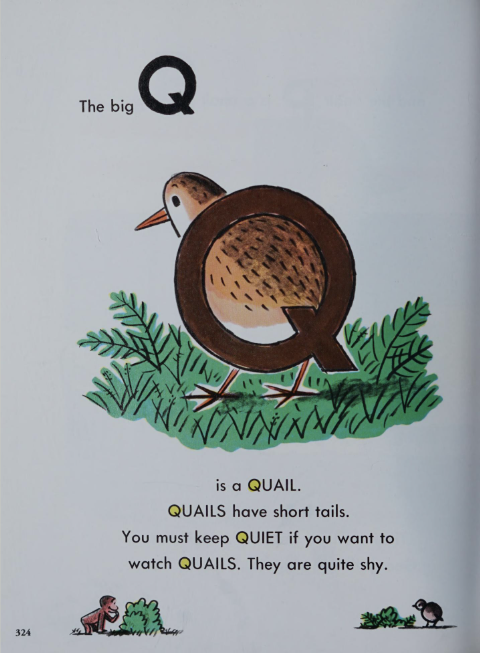 The big Q
is a QUAIL.
QUAILS have short tails.
You must keep QUIET if you want to
watch QUAILS. They are quite shy.
324